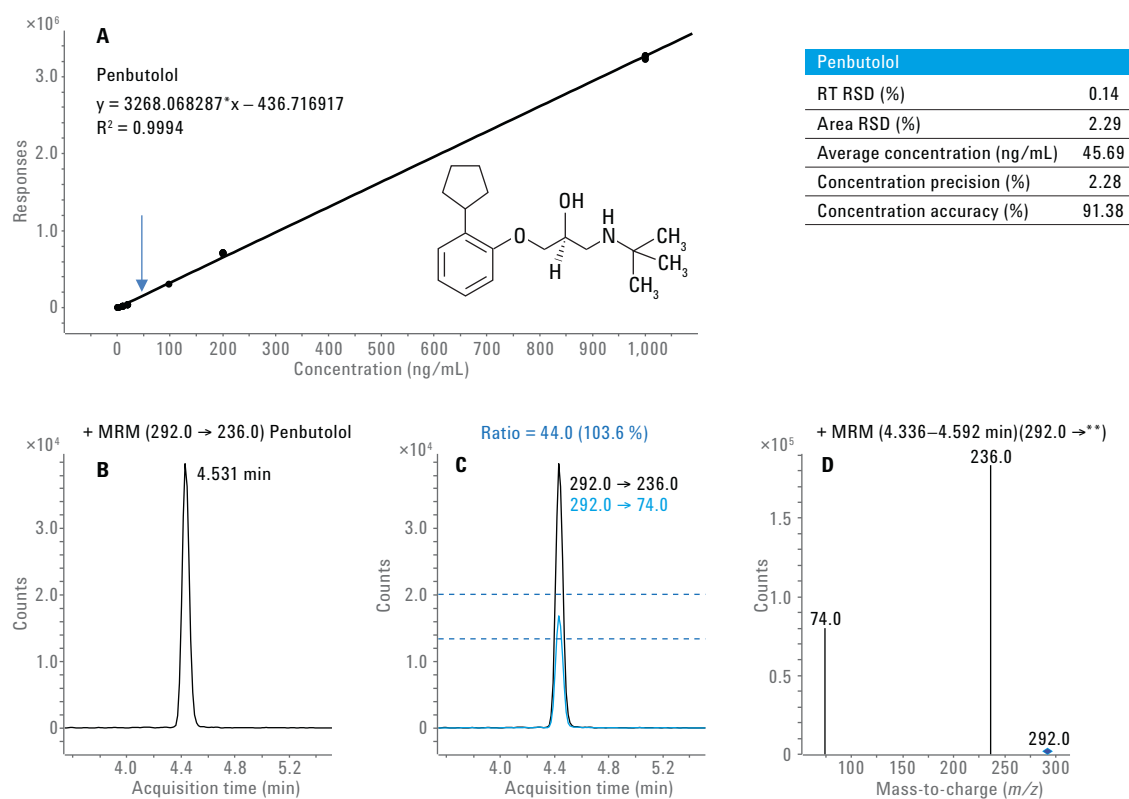 ×10⁶
A
Penbutolol
y = 3268.068287*x – 436.716917
R² = 0.9994
3.0
2.0
1.0
0
Responses
0 100 200 300 400 500 600 700 800 900 1,000
Concentration (ng/mL)
OH
O
H
N
H
CH₃
CH₃
CH₃
Penbutolol
RT RSD (%) 0.14
Area RSD (%) 2.29
Average concentration (ng/mL) 45.69
Concentration precision (%) 2.28
Concentration accuracy (%) 91.38
+ MRM (292.0 → 236.0) Penbutolol
×10⁴
B
4.531 min
3.0
2.0
1.0
0
Counts
4.0 4.4 4.8 5.2
Acquisition time (min)
Ratio = 44.0 (103.6 %)
×10⁴
C
292.0 → 236.0
292.0 → 74.0
3.0
2.0
1.0
0
Counts
4.0 4.4 4.8 5.2
Acquisition time (min)
+ MRM (4.336–4.592 min)(292.0 →**)
×10⁵
D
236.0
74.0
292.0
1.5
1.0
0.5
0
Counts
100 150 200 250 300
Mass-to-charge (m/z)